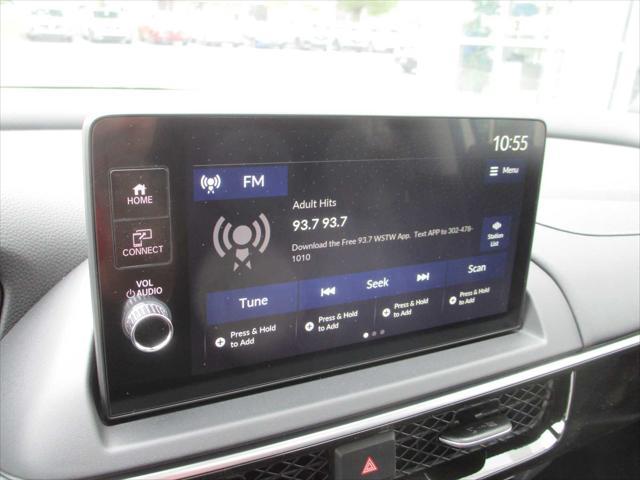 10:55
FM
Menu
HOME
Adult Hits
93.7 93.7
Download the Free 93.7 WSTW App. Text APP to 302-478-
1010
Station
List
CONNECT
VOL
AUDIO
Tune
Seek
Scan
Press & Hold
to Add
Press & Hold
to Add
Press & Hold
to Add
Press & Hold
to Add